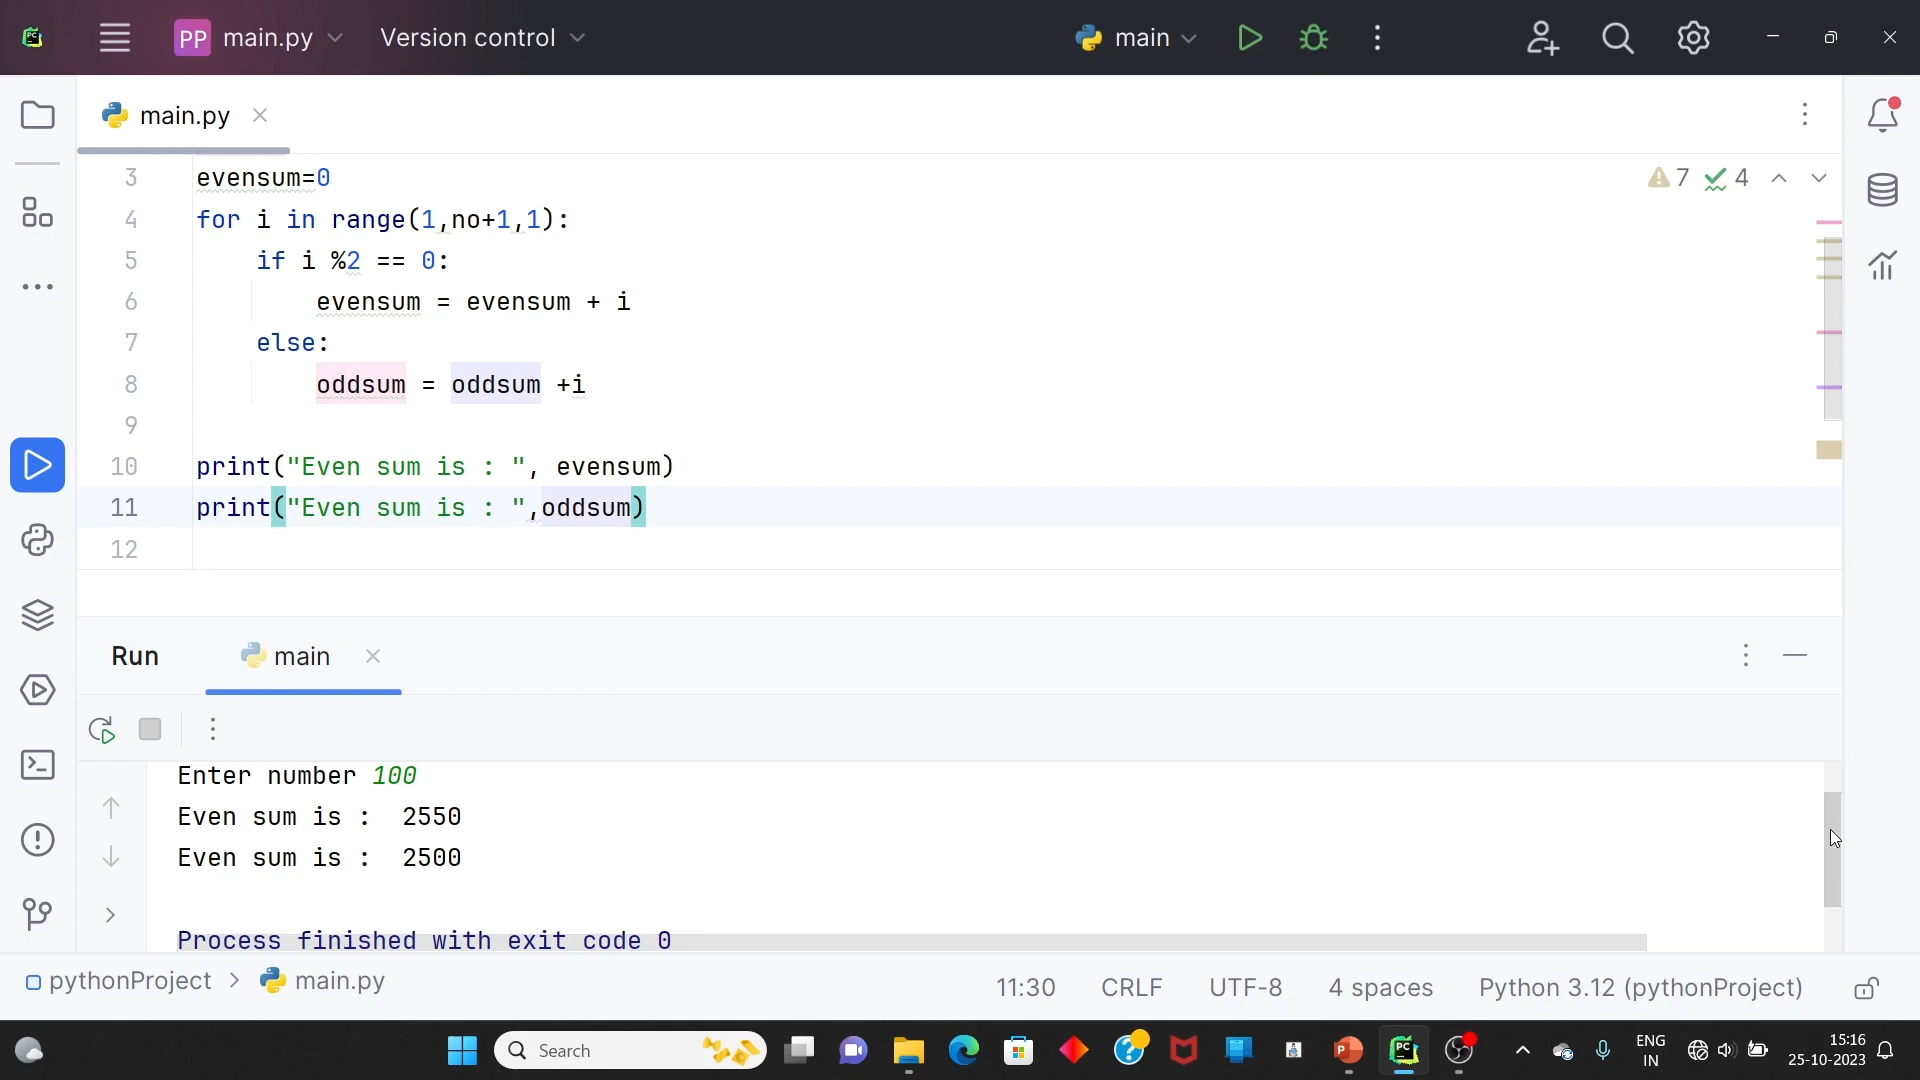 PP main.py Version control main
main.py
3 evensum=0 7 4
4 for i in range(1,no+1,1):
5 if i %2 == 0:
6 evensum = evensum + i
7 else:
8 oddsum = oddsum +i
9
10 print("Even sum is : ", evensum)
11 print("Even sum is : ",oddsum)
12
Run main
Enter number 100
Even sum is : 2550
Even sum is : 2500
Process finished with exit code 0
pythonProject > main.py 11:30 CRLF UTF-8 4 spaces Python 3.12 (pythonProject)
Search ENG 15:16
IN 25-10-2023